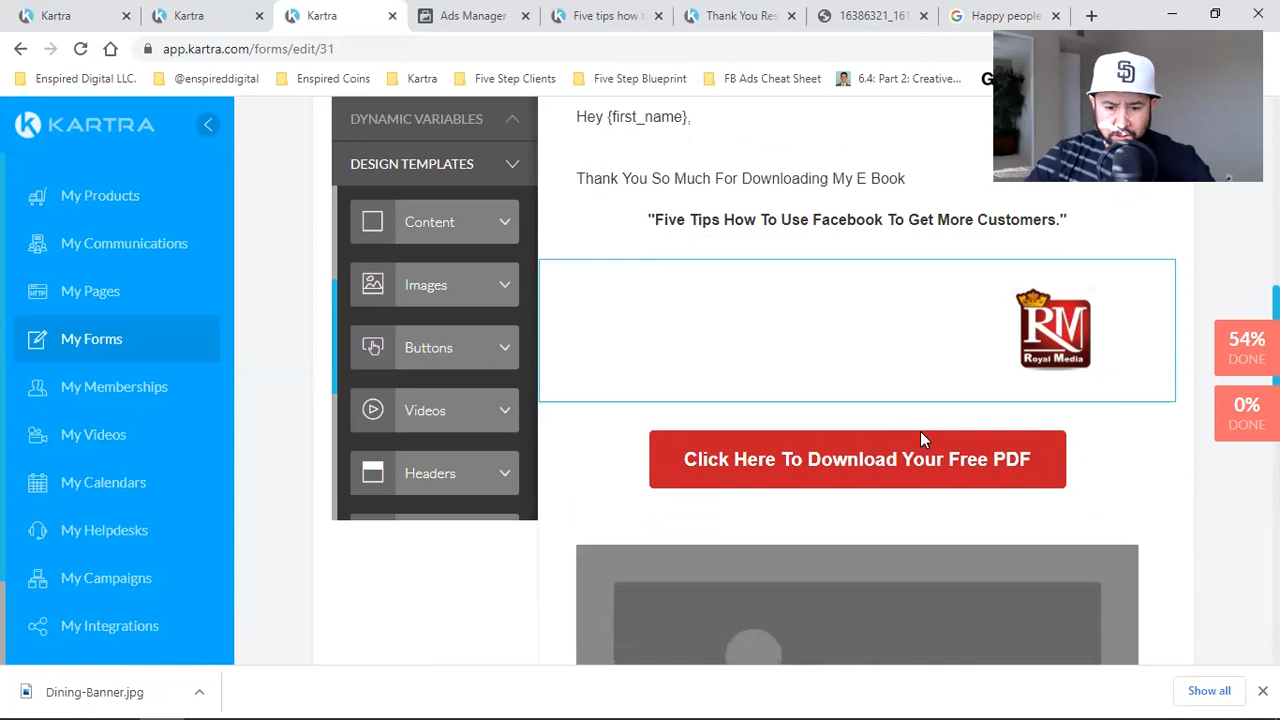 Kartra
Kartra
Kartra
Ads Manager -
Five tips how t
Thank You Res
16386321_161
Happy people
app.kartra.com/forms/edit/31
Enspired Digital LLC.
@enspireddigital
Enspired Coins
Kartra
Five Step Clients
Five Step Blueprint
FB Ads Cheat Sheet
6.4: Part 2: Creative...
G
KARTRA
My Products
My Communications
My Pages
My Forms
My Memberships
My Videos
My Calendars
My Helpdesks
My Campaigns
My Integrations
DYNAMIC VARIABLES
DESIGN TEMPLATES
Content
Images
Buttons
Videos
Headers
Hey {first_name},
Thank You So Much For Downloading My E Book
"Five Tips How To Use Facebook To Get More Customers."
RM
Royal Media
Click Here To Download Your Free PDF
54%
DONE
0%
DONE
Dining-Banner.jpg
Show all